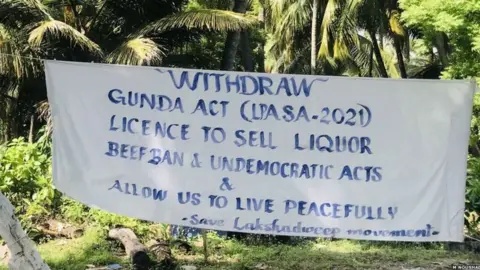 ~WITHDRAW~
GUNDA ACT (LPASA-2021)
LICENCE TO SELL LIQUOR
BEEF BAN & UNDEMOCRATIC ACTS
&
ALLOW US TO LIVE PEACEFULLY
-Save Lakshadweep movement-